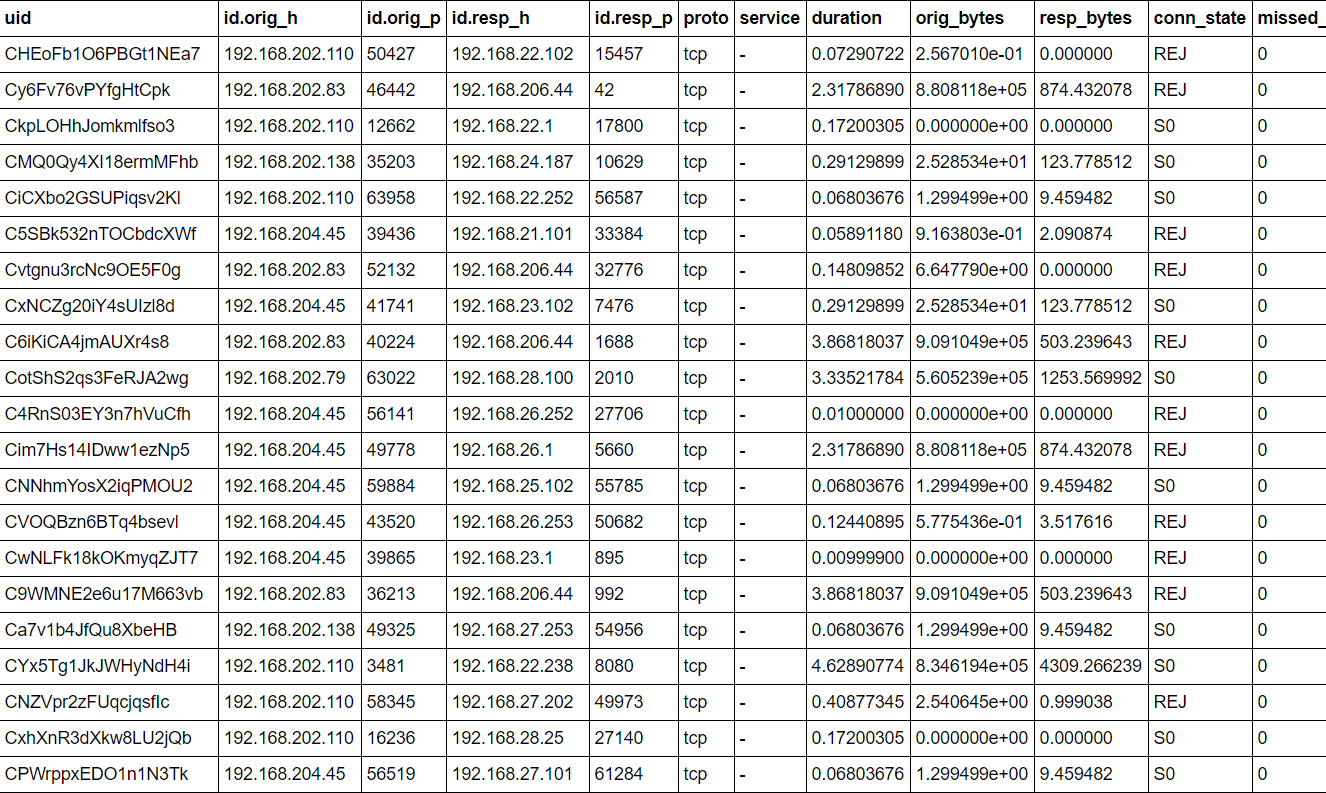 uid id.orig_h id.orig_p id.resp_h id.resp_p proto service duration orig_bytes resp_bytes conn_state missed_
CHEoFb1O6PBGt1NEa7 192.168.202.110 50427 192.168.22.102 15457 tcp - 0.07290722 2.567010e-01 0.000000 REJ 0
Cy6Fv76vPYfgHtCpk 192.168.202.83 46442 192.168.206.44 42 tcp - 2.31786890 8.808118e+05 874.432078 REJ 0
CkpLOHhJomkmlfso3 192.168.202.110 12662 192.168.22.1 17800 tcp - 0.17200305 0.000000e+00 0.000000 S0 0
CMQ0Qy4XI18ermMFhb 192.168.202.138 35203 192.168.24.187 10629 tcp - 0.29129899 2.528534e+01 123.778512 S0 0
CiCXbo2GSUPiqsv2Kl 192.168.202.110 63958 192.168.22.252 56587 tcp - 0.06803676 1.299499e+00 9.459482 S0 0
C5SBk532nTOCbdcXWf 192.168.204.45 39436 192.168.21.101 33384 tcp - 0.05891180 9.163803e-01 2.090874 REJ 0
Cvtgnu3rcNc9OE5F0g 192.168.202.83 52132 192.168.206.44 32776 tcp - 0.14809852 6.647790e+00 0.000000 REJ 0
CxNCZg20iY4sUIzl8d 192.168.204.45 41741 192.168.23.102 7476 tcp - 0.29129899 2.528534e+01 123.778512 S0 0
C6iKiCA4jmAUXr4s8 192.168.202.83 40224 192.168.206.44 1688 tcp - 3.86818037 9.091049e+05 503.239643 REJ 0
CotShS2qs3FeRJA2wg 192.168.202.79 63022 192.168.28.100 2010 tcp - 3.33521784 5.605239e+05 1253.569992 S0 0
C4RnS03EY3n7hVuCfh 192.168.204.45 56141 192.168.26.252 27706 tcp - 0.01000000 0.000000e+00 0.000000 REJ 0
Cim7Hs14IDww1ezNp5 192.168.204.45 49778 192.168.26.1 5660 tcp - 2.31786890 8.808118e+05 874.432078 REJ 0
CNNhmYosX2iqPMOU2 192.168.204.45 59884 192.168.25.102 55785 tcp - 0.06803676 1.299499e+00 9.459482 S0 0
CVOQBzn6BTq4bsevl 192.168.204.45 43520 192.168.26.253 50682 tcp - 0.12440895 5.775436e-01 3.517616 REJ 0
CwNLFk18kOKmyqZJT7 192.168.204.45 39865 192.168.23.1 895 tcp - 0.00999900 0.000000e+00 0.000000 REJ 0
C9WMNE2e6u17M663vb 192.168.202.83 36213 192.168.206.44 992 tcp - 3.86818037 9.091049e+05 503.239643 REJ 0
Ca7v1b4JfQu8XbeHB 192.168.202.138 49325 192.168.27.253 54956 tcp - 0.06803676 1.299499e+00 9.459482 S0 0
CYx5Tg1JkJWHyNdH4i 192.168.202.110 3481 192.168.22.238 8080 tcp - 4.62890774 8.346194e+05 4309.266239 S0 0
CNZVpr2zFUqcjqsflc 192.168.202.110 58345 192.168.27.202 49973 tcp - 0.40877345 2.540645e+00 0.999038 REJ 0
CxhXnR3dXkw8LU2jQb 192.168.202.110 16236 192.168.28.25 27140 tcp - 0.17200305 0.000000e+00 0.000000 S0 0
CPWrppxEDO1n1N3Tk 192.168.204.45 56519 192.168.27.101 61284 tcp - 0.06803676 1.299499e+00 9.459482 S0 0